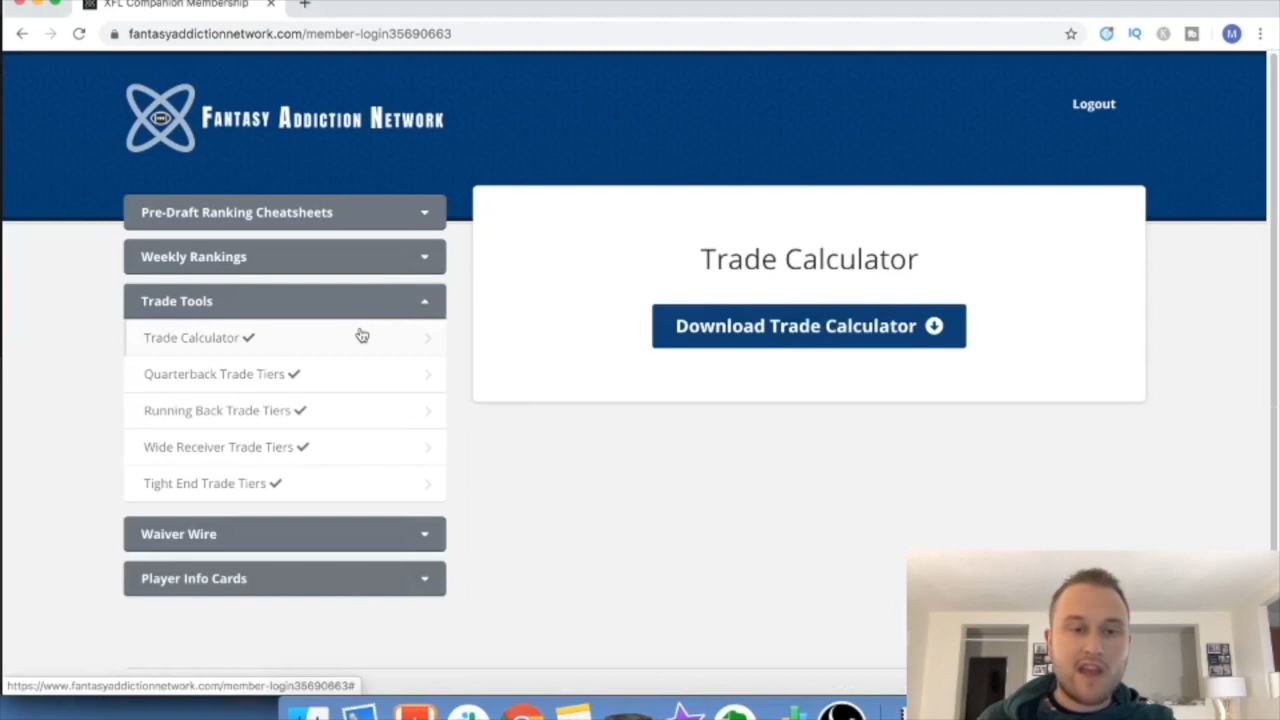 XFL Companion Membership
fantasyaddictionnetwork.com/member-login35690663
IQ
M
FANTASY ADDICTION NETWORK
Logout
Pre-Draft Ranking Cheatsheets
Weekly Rankings
Trade Tools
Trade Calculator
Quarterback Trade Tiers
Running Back Trade Tiers
Wide Receiver Trade Tiers
Tight End Trade Tiers
Waiver Wire
Player Info Cards
Trade Calculator
Download Trade Calculator
https://www.fantasyaddictionnetwork.com/member-login35690663#